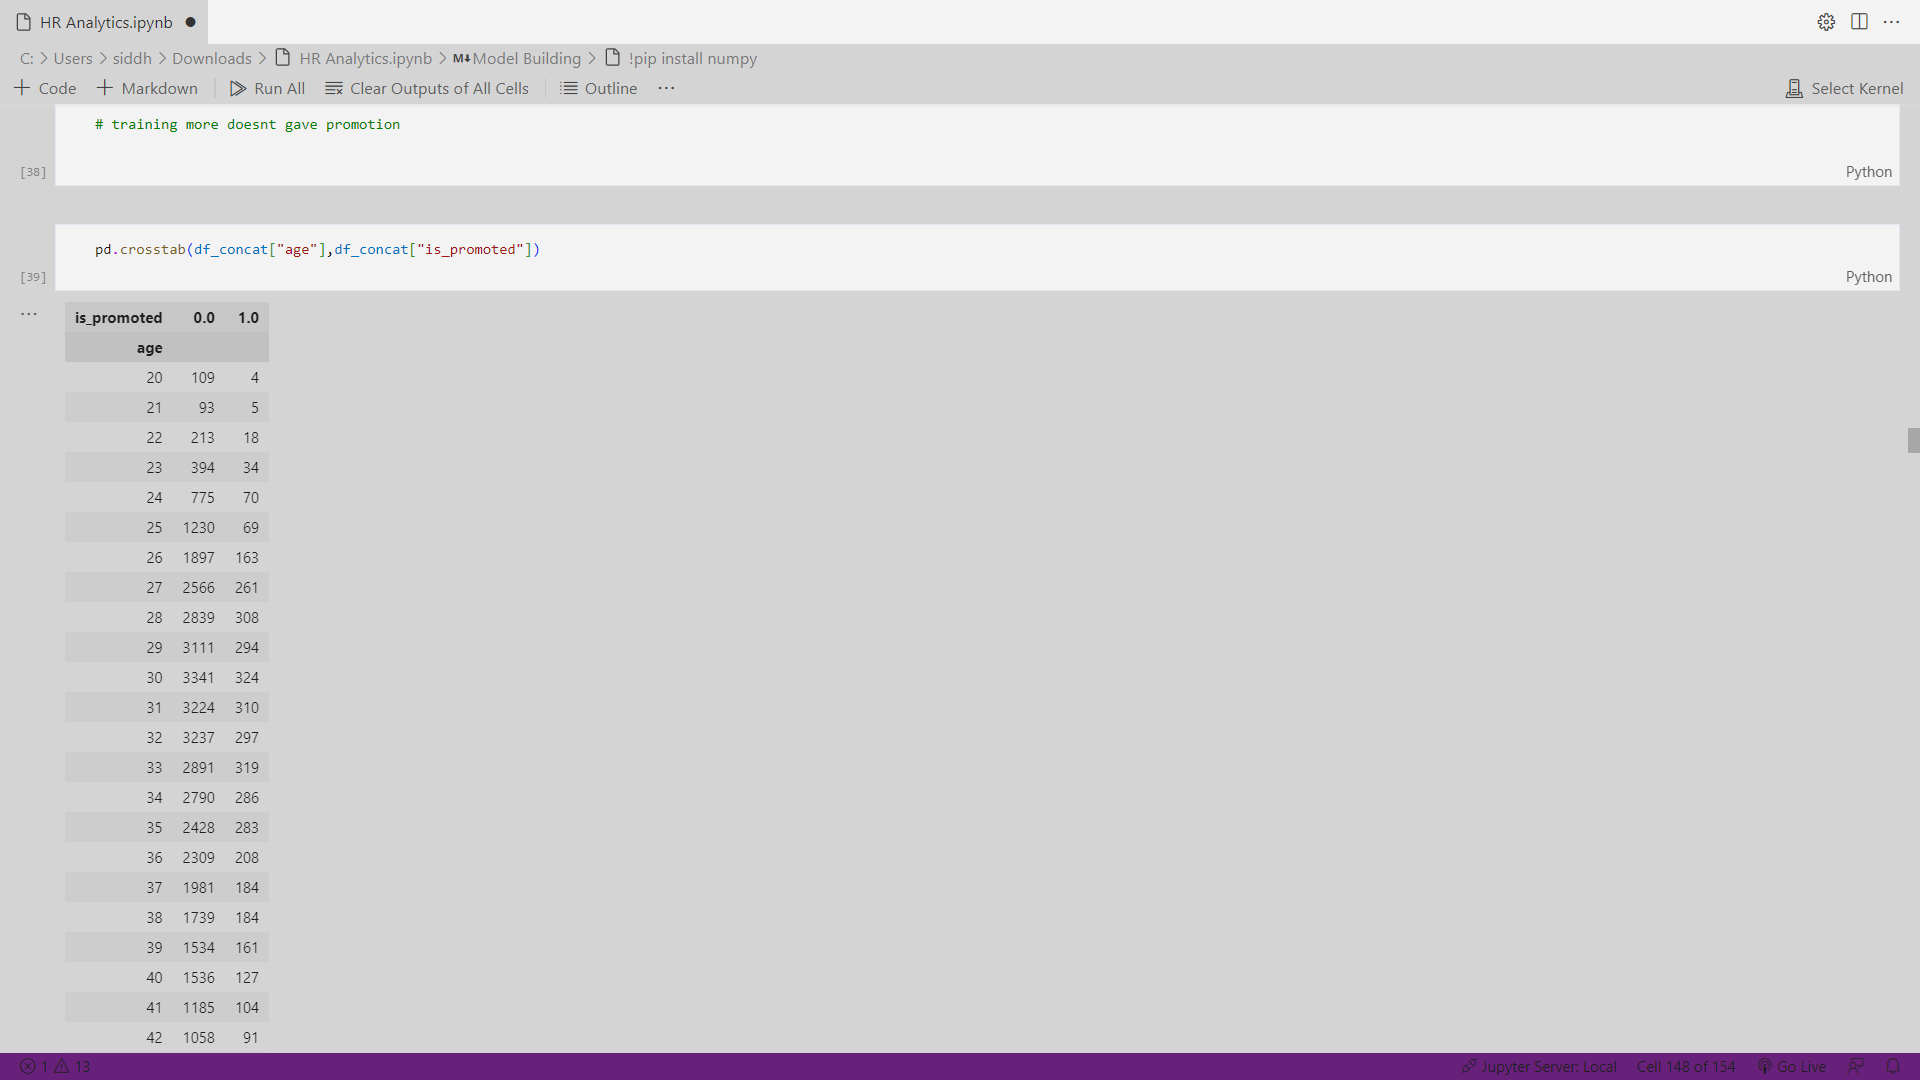 HR Analytics.ipynb
C: > Users > siddh > Downloads > HR Analytics.ipynb > M↓Model Building > !pip install numpy
+ Code + Markdown Run All Clear Outputs of All Cells Outline ... Select Kernel
# training more doesnt gave promotion
[38] Python
pd.crosstab(df_concat["age"],df_concat["is_promoted"])
[39] Python
is_promoted 0.0 1.0
age
20 109 4
21 93 5
22 213 18
23 394 34
24 775 70
25 1230 69
26 1897 163
27 2566 261
28 2839 308
29 3111 294
30 3341 324
31 3224 310
32 3237 297
33 2891 319
34 2790 286
35 2428 283
36 2309 208
37 1981 184
38 1739 184
39 1534 161
40 1536 127
41 1185 104
42 1058 91
1 13 Jupyter Server: Local Cell 148 of 154 Go Live